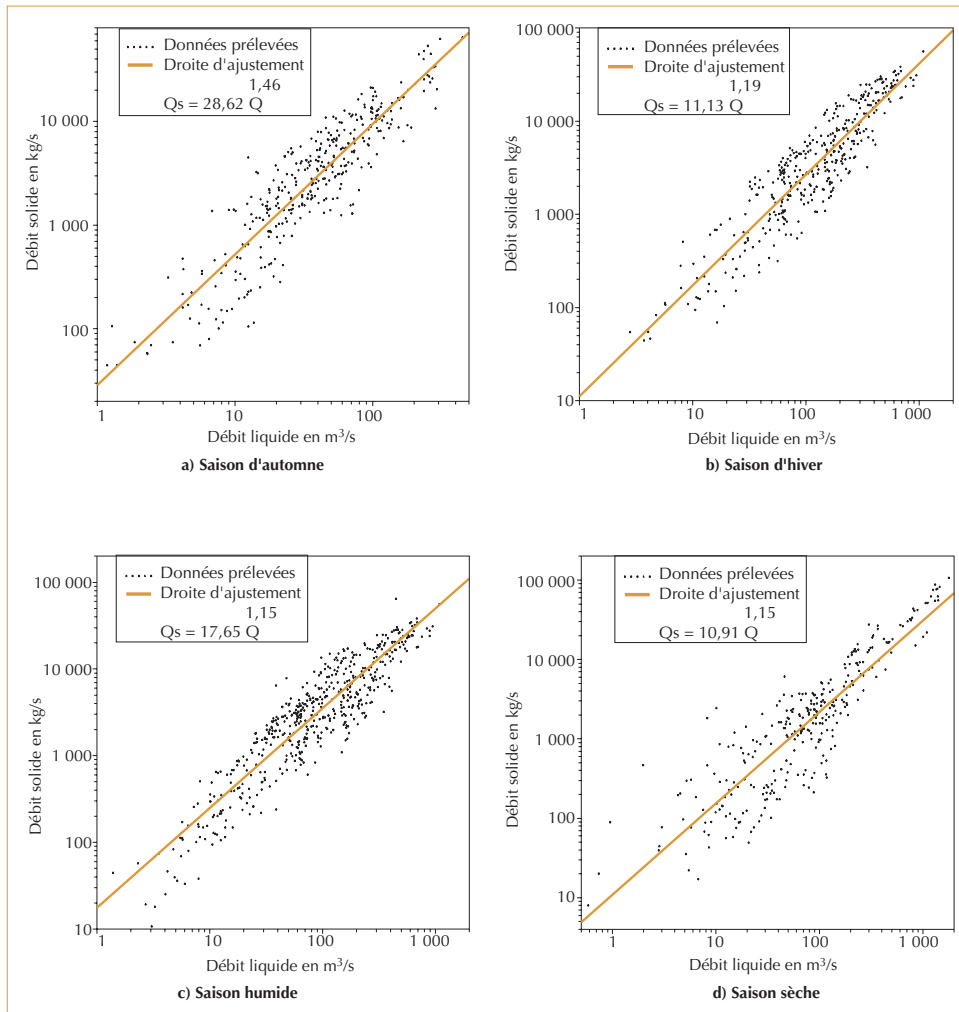 Données prélevées
Droite d'ajustement
1,46
Qs = 28,62 Q
Débit solide en kg/s
10 000
1 000
100
1
10
100
Débit liquide en m³/s
a) Saison d'automne
100 000
Données prélevées
Droite d'ajustement
1,19
Qs = 11,13 Q
Débit solide en kg/s
10 000
1 000
100
10
1
10
100
1 000
Débit liquide en m³/s
b) Saison d'hiver
100 000
Données prélevées
Droite d'ajustement
1,15
Qs = 17,65 Q
Débit solide en kg/s
10 000
1 000
100
10
1
10
100
1 000
Débit liquide en m³/s
c) Saison humide
100 000
Données prélevées
Droite d'ajustement
1,15
Qs = 10,91 Q
Débit solide en kg/s
10 000
1 000
100
10
1
10
100
1 000
Débit liquide en m³/s
d) Saison sèche